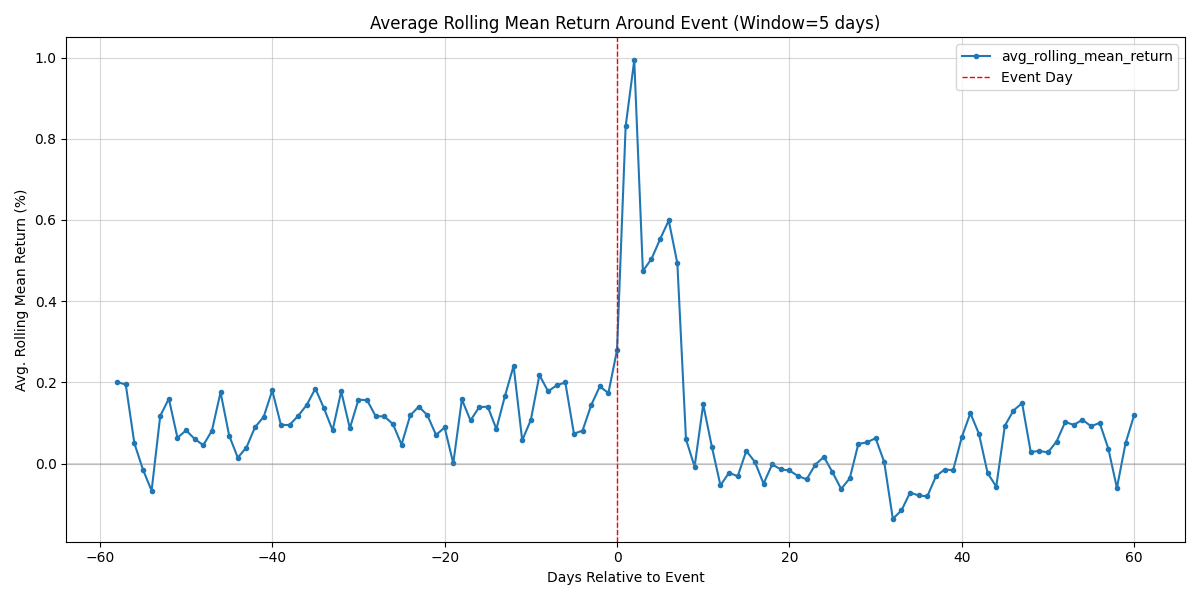 Average Rolling Mean Return Around Event (Window=5 days)
avg_rolling_mean_return
Event Day
Avg. Rolling Mean Return (%)
1.0
0.8
0.6
0.4
0.2
0.0
−60
−40
−20
0
20
40
60
Days Relative to Event